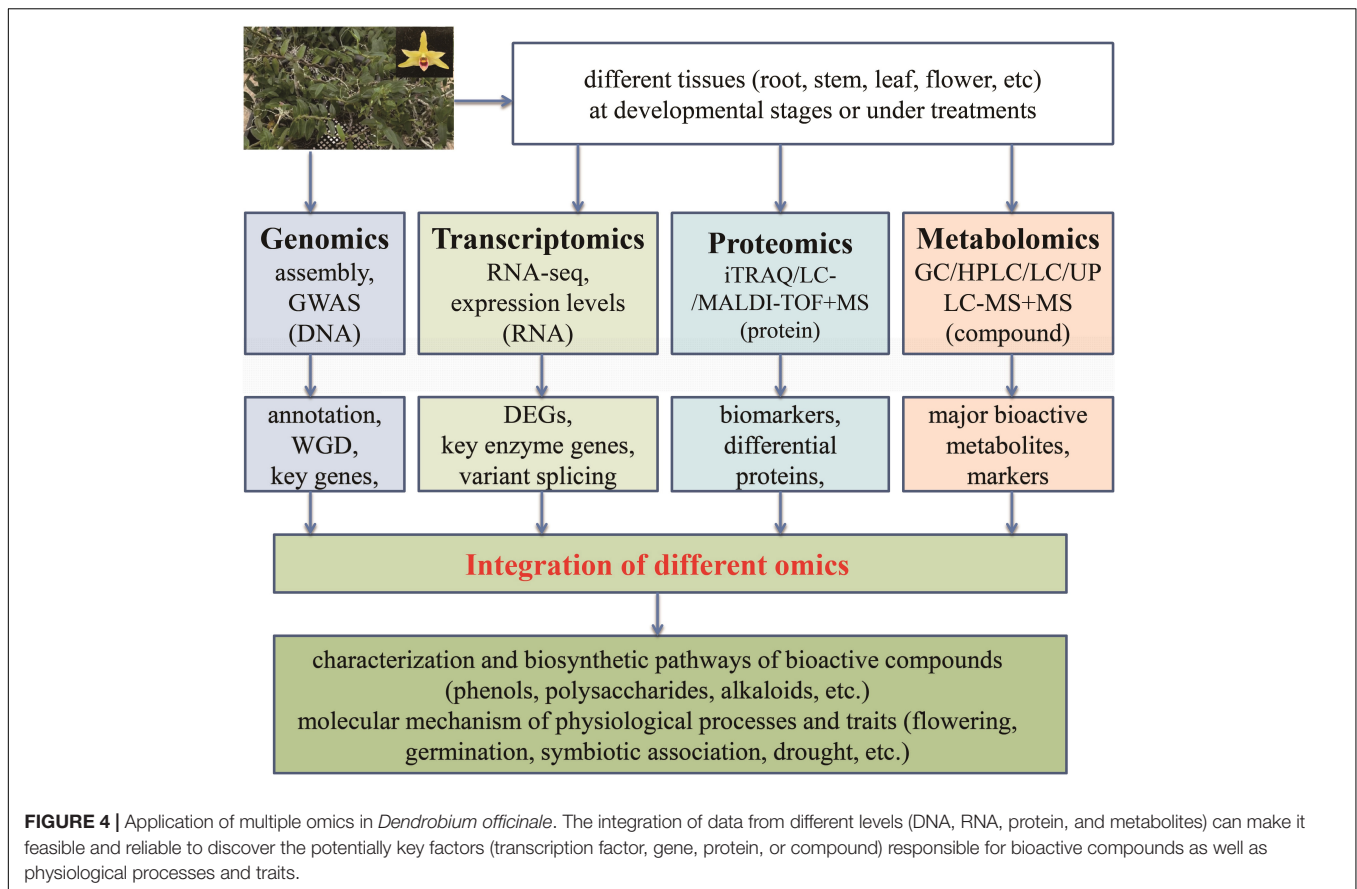 different tissues (root, stem, leaf, flower, etc)
at developmental stages or under treatments
Genomics
assembly,
GWAS
(DNA)
Transcriptomics
RNA-seq,
expression levels
(RNA)
Proteomics
iTRAQ/LC-
/MALDI-TOF+MS
(protein)
Metabolomics
GC/HPLC/LC/UP
LC-MS+MS
(compound)
annotation,
WGD,
key genes,
DEGs,
key enzyme genes,
variant splicing
biomarkers,
differential
proteins,
major bioactive
metabolites,
markers
Integration of different omics
characterization and biosynthetic pathways of bioactive compounds
(phenols, polysaccharides, alkaloids, etc.)
molecular mechanism of physiological processes and traits (flowering,
germination, symbiotic association, drought, etc.)
FIGURE 4 | Application of multiple omics in Dendrobium officinale. The integration of data from different levels (DNA, RNA, protein, and metabolites) can make it
feasible and reliable to discover the potentially key factors (transcription factor, gene, protein, or compound) responsible for bioactive compounds as well as
physiological processes and traits.